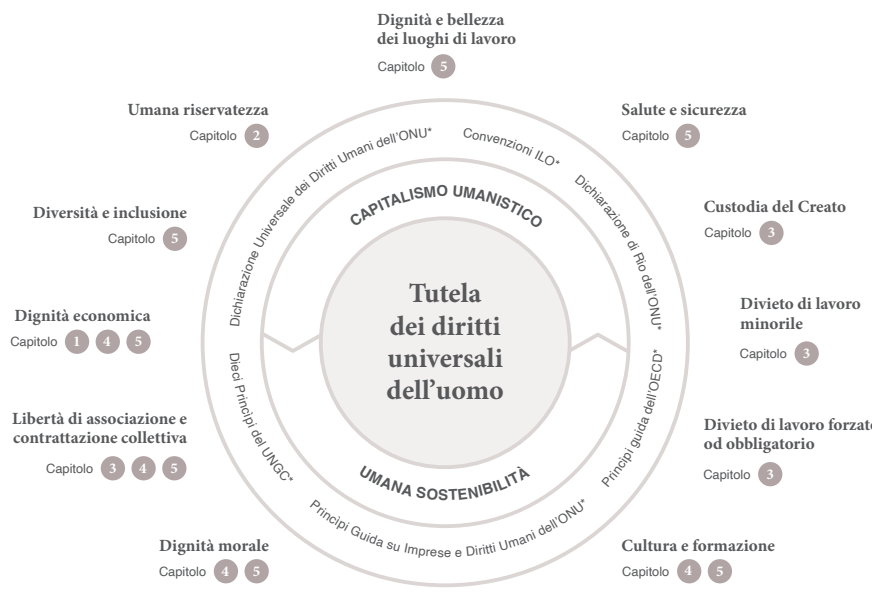 Dignità e bellezza
dei luoghi di lavoro
Capitolo 5
Umana riservatezza
Capitolo 2
Salute e sicurezza
Capitolo 5
Diversità e inclusione
Capitolo 5
Custodia del Creato
Capitolo 3
Dignità economica
Capitolo 1 4 5
Divieto di lavoro
minorile
Capitolo 3
Libertà di associazione e
contrattazione collettiva
Capitolo 3 4 5
Divieto di lavoro forzato
od obbligatorio
Capitolo 3
Dignità morale
Capitolo 4 5
Cultura e formazione
Capitolo 4 5
Dichiarazione Universale dei Diritti Umani dell'ONU*
Convenzioni ILO*
Dichiarazione di Rio dell'ONU*
Princìpi guida dell'OECD*
Princìpi Guida su Imprese e Diritti Umani dell'ONU*
Dieci Princìpi del UNGC*
CAPITALISMO UMANISTICO
Tutela
dei diritti
universali
dell'uomo
UMANA SOSTENIBILITÀ